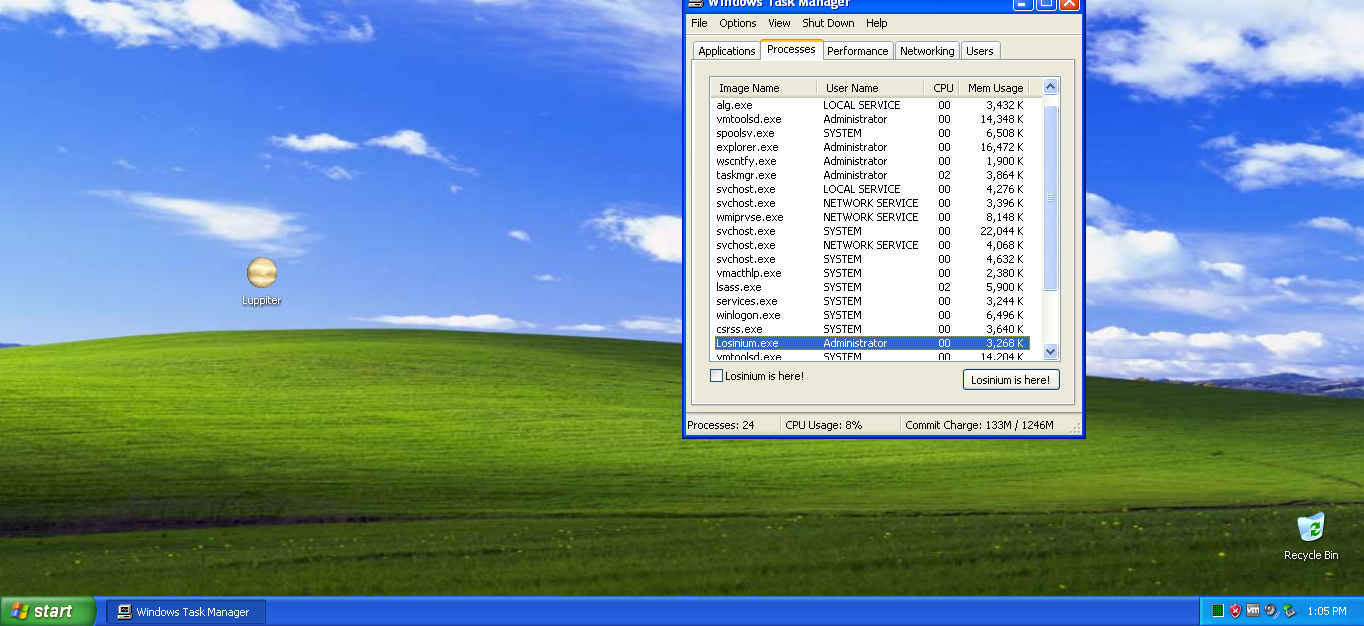 Windows Task Manager
File Options View Shut Down Help
Applications Processes Performance Networking Users
Image Name User Name CPU Mem Usage
alg.exe LOCAL SERVICE 00 3,432 K
vmtoolsd.exe Administrator 00 14,348 K
spoolsv.exe SYSTEM 00 6,508 K
explorer.exe Administrator 00 16,472 K
wscntfy.exe Administrator 00 1,900 K
taskmgr.exe Administrator 02 3,864 K
svchost.exe LOCAL SERVICE 00 4,276 K
svchost.exe NETWORK SERVICE 00 3,396 K
wmiprvse.exe NETWORK SERVICE 00 8,148 K
svchost.exe SYSTEM 00 22,044 K
svchost.exe NETWORK SERVICE 00 4,068 K
svchost.exe SYSTEM 00 4,632 K
vmacthlp.exe SYSTEM 00 2,380 K
lsass.exe SYSTEM 02 5,900 K
services.exe SYSTEM 00 3,244 K
winlogon.exe SYSTEM 00 6,496 K
csrss.exe SYSTEM 00 3,640 K
Losinium.exe Administrator 00 3,268 K
vmtoolsd.exe SYSTEM 00 14,204 K
Losinium is here! Losinium is here!
Processes: 24 CPU Usage: 8% Commit Charge: 133M / 1246M
Luppiter
Recycle Bin
start Windows Task Manager vm 1:05 PM